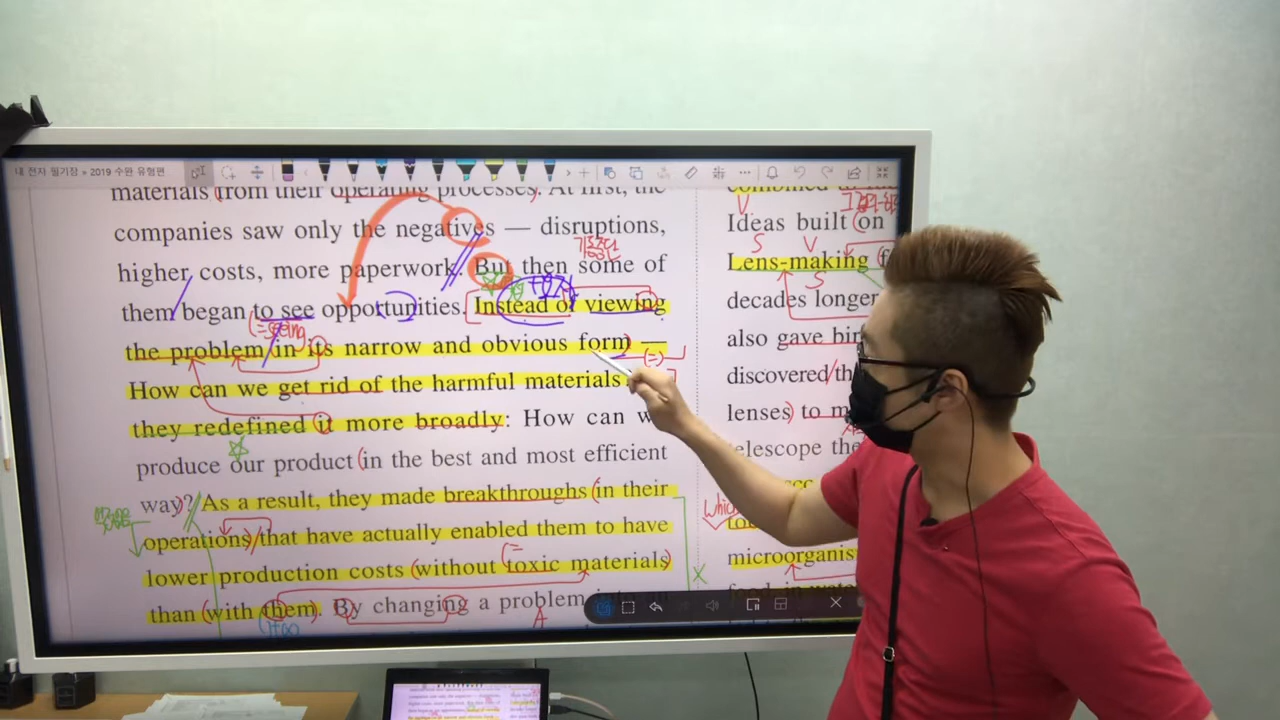 내 전자 필기장 » 2019 수완 유형편
materials (from their operating processes). At first, the
companies saw only the negatives — disruptions,
higher costs, more paperwork. But then some of
them began to see opportunities. Instead of viewing
(=seeing
the problem in its narrow and obvious form —
(=)
How can we get rid of the harmful materials
they redefined it more broadly: How can w
produce our product (in the best and most efficient
way)? As a result, they made breakthroughs (in their
operations that have actually enabled them to have
lower production costs (without toxic materials)
than (with them). By changing a problem into an
A
V
Ideas built on
S V
Lens-making
S
decades longer
also gave bir
discovered/th
lenses) to m
telescope the
which
microorganis
X